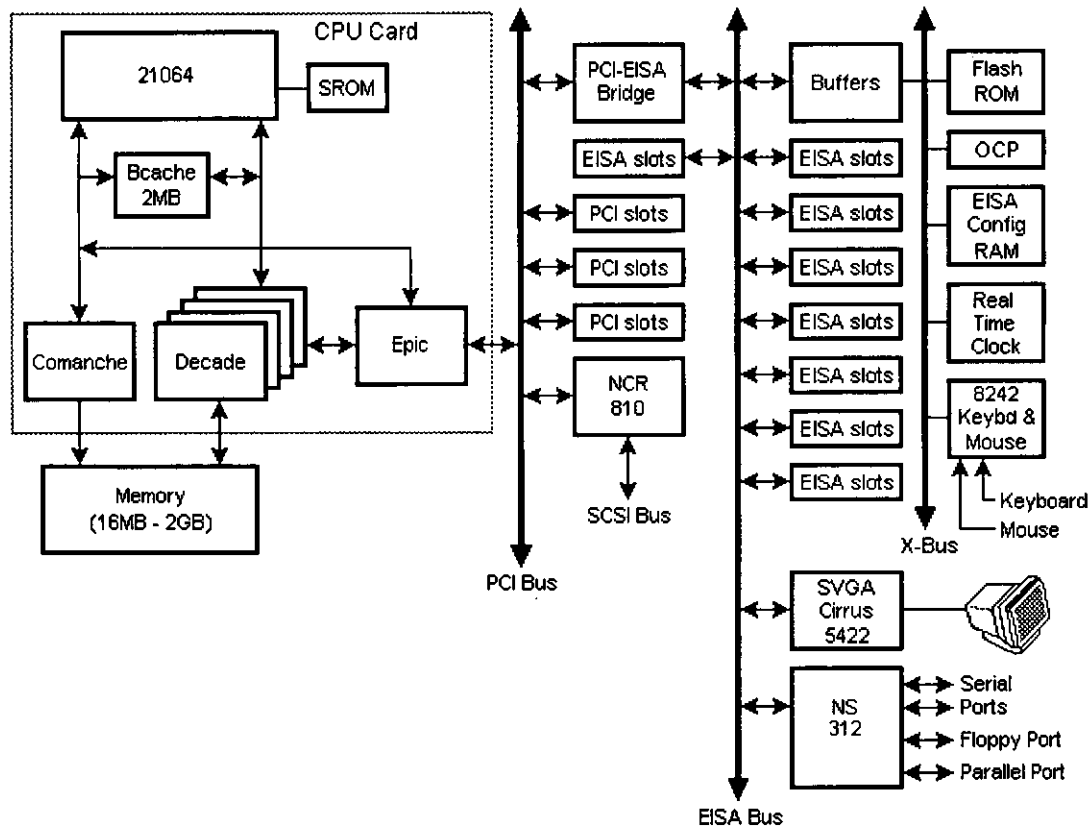 CPU Card
21064
SROM
Bcache
2MB
Comanche
Decade
Epic
Memory
(16MB - 2GB)
PCI-EISA
Bridge
EISA slots
PCI slots
PCI slots
PCI slots
NCR
810
SCSI Bus
PCI Bus
Buffers
EISA slots
EISA slots
EISA slots
EISA slots
EISA slots
EISA slots
EISA slots
Flash
ROM
OCP
EISA
Config
RAM
Real
Time
Clock
8242
Keybd &
Mouse
Keyboard
Mouse
X-Bus
SVGA
Cirrus
5422
NS
312
Serial
Ports
Floppy Port
Parallel Port
EISA Bus